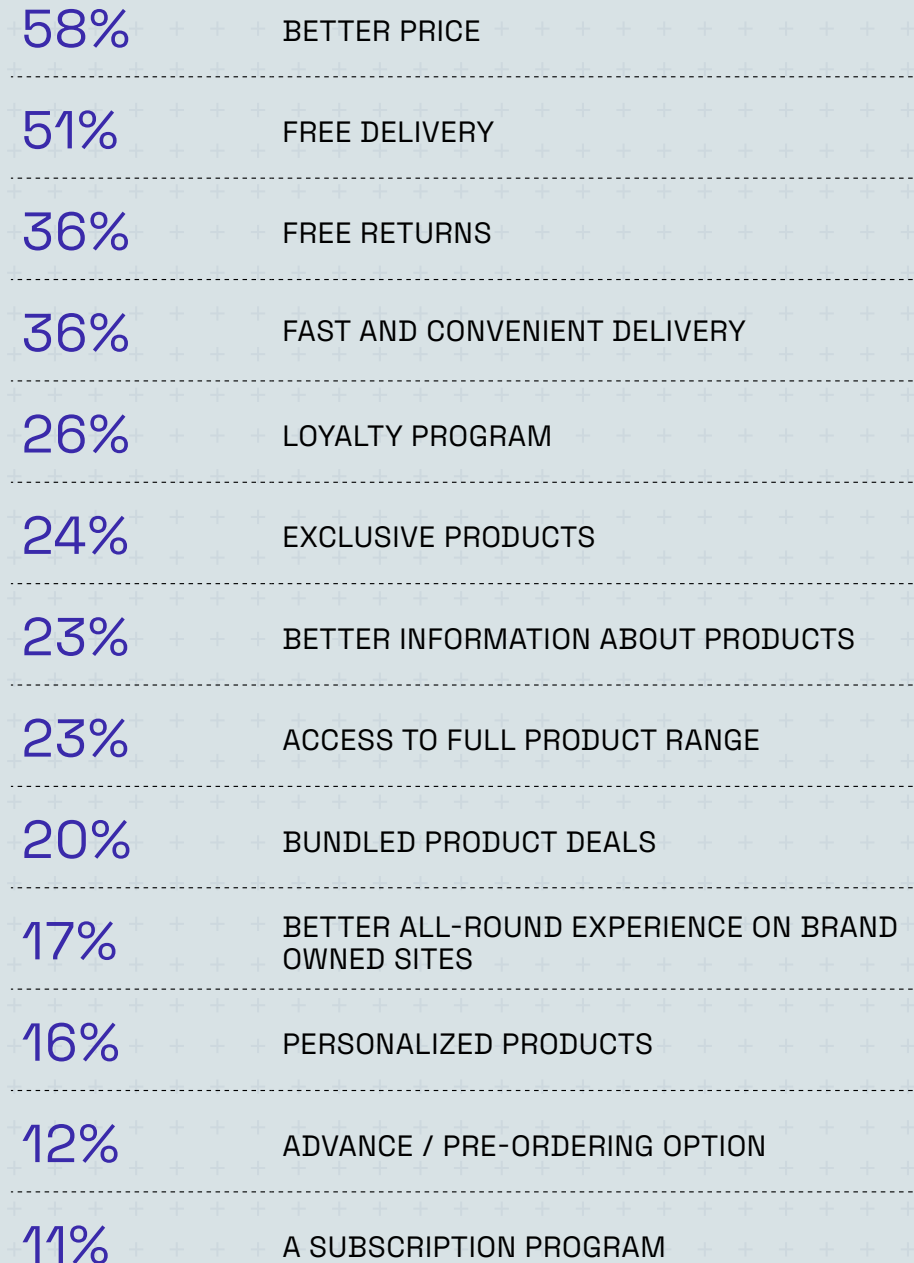 58% BETTER PRICE
51% FREE DELIVERY
36% FREE RETURNS
36% FAST AND CONVENIENT DELIVERY
26% LOYALTY PROGRAM
24% EXCLUSIVE PRODUCTS
23% BETTER INFORMATION ABOUT PRODUCTS
23% ACCESS TO FULL PRODUCT RANGE
20% BUNDLED PRODUCT DEALS
17% BETTER ALL-ROUND EXPERIENCE ON BRAND
OWNED SITES
16% PERSONALIZED PRODUCTS
12% ADVANCE / PRE-ORDERING OPTION
11% A SUBSCRIPTION PROGRAM